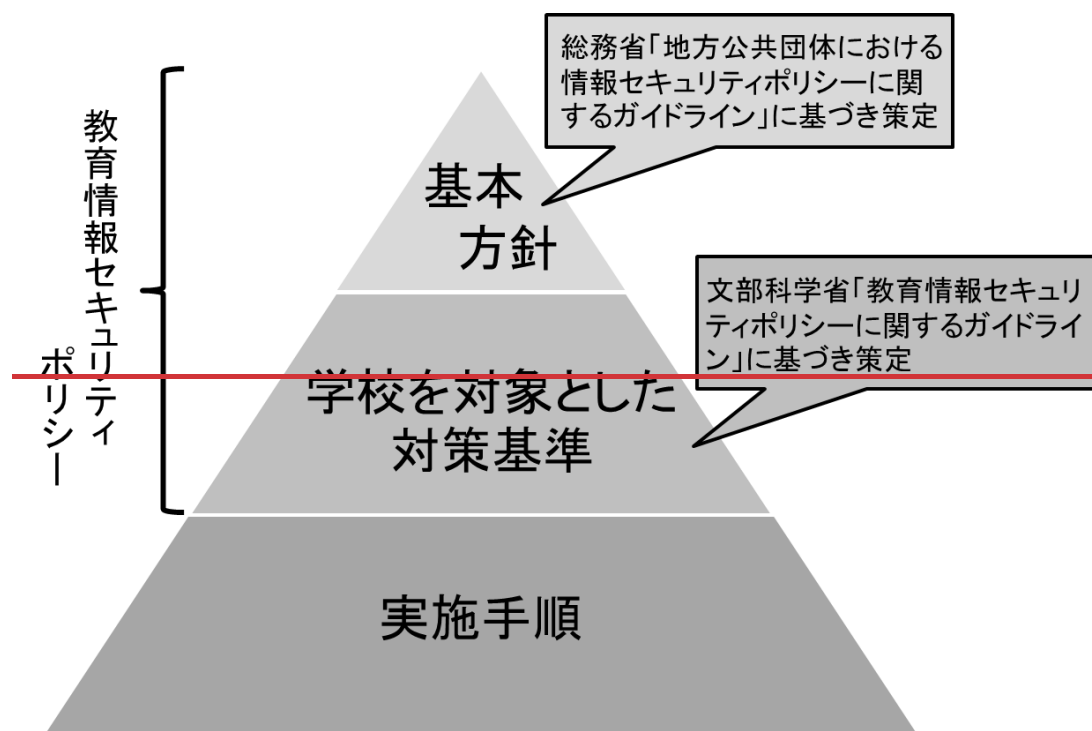 総務省「地方公共団体における
情報セキュリティポリシーに関
するガイドライン」に基づき策定
教育情報セキュリティ
ポリシー
基本
方針
文部科学省「教育情報セキュリ
ティポリシーに関するガイドライ
ン」に基づき策定
学校を対象とした
対策基準
実施手順